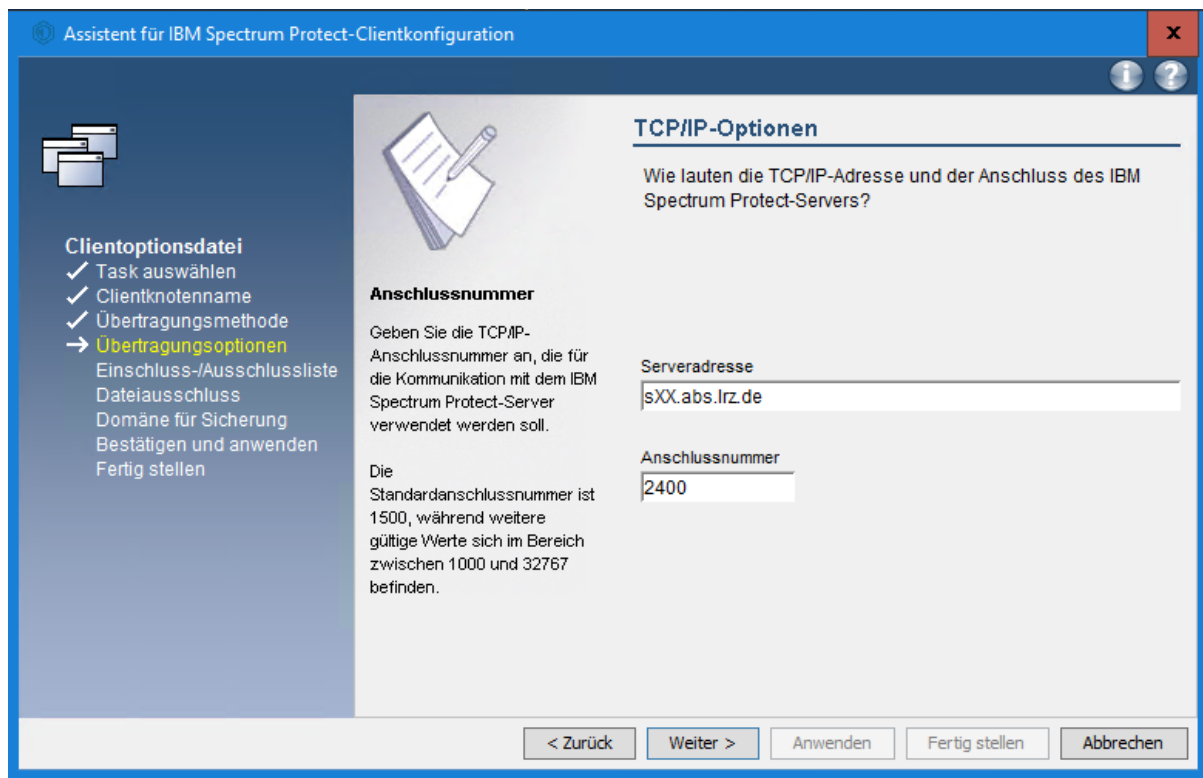 Assistent für IBM Spectrum Protect-Clientkonfiguration
Clientoptionsdatei
Task auswählen
Clientknotenname
Übertragungsmethode
Übertragungsoptionen
Einschluss-/Ausschlussliste
Dateiausschluss
Domäne für Sicherung
Bestätigen und anwenden
Fertig stellen
Anschlussnummer
Geben Sie die TCP/IP-
Anschlussnummer an, die für
die Kommunikation mit dem IBM
Spectrum Protect-Server
verwendet werden soll.
Die
Standardanschlussnummer ist
1500, während weitere
gültige Werte sich im Bereich
zwischen 1000 und 32767
befinden.
TCP/IP-Optionen
Wie lauten die TCP/IP-Adresse und der Anschluss des IBM
Spectrum Protect-Servers?
Serveradresse
sXX.abs.lrz.de
Anschlussnummer
2400
< Zurück
Weiter >
Anwenden
Fertig stellen
Abbrechen